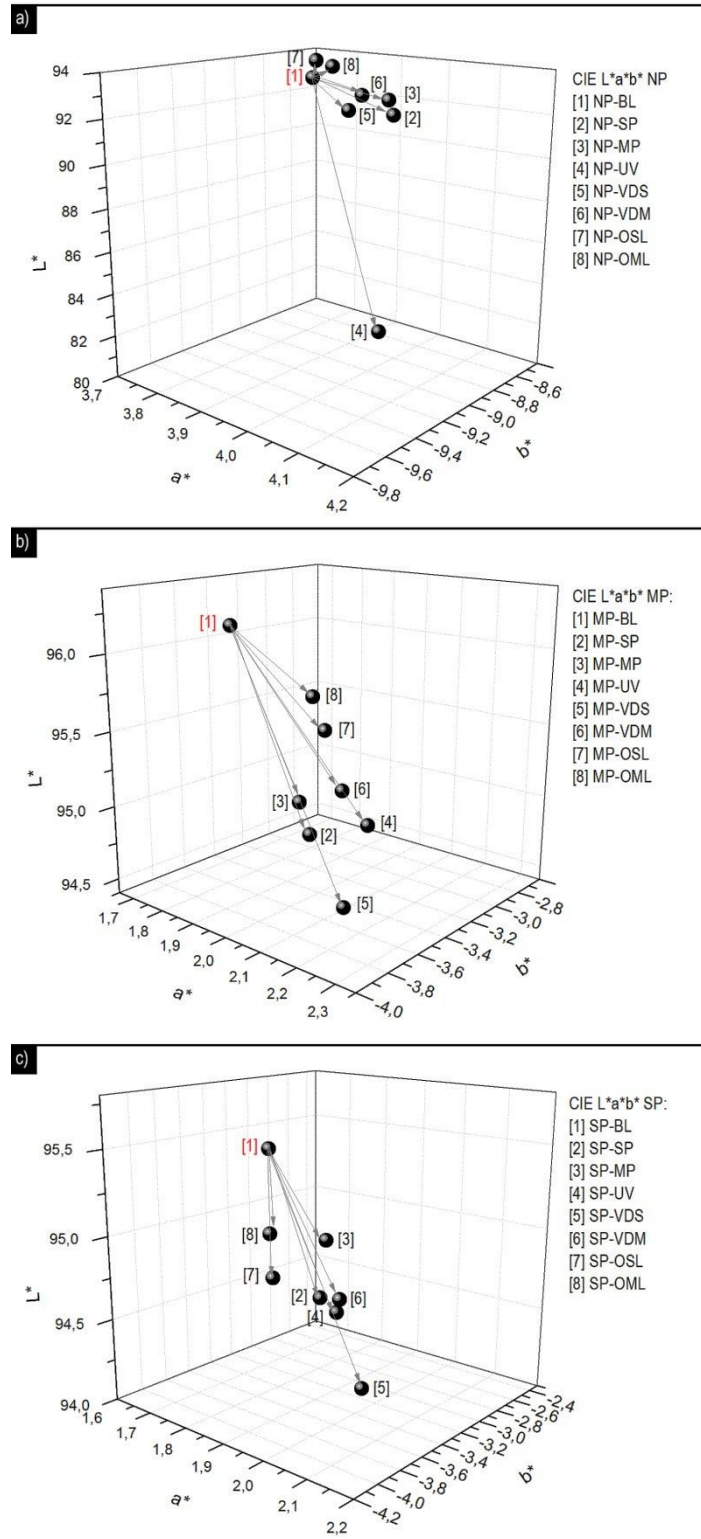 a)
[7]
[8]
[1]
[6]
[3]
[5]
[2]
[4]
94
92
90
88
86
84
82
80
L*
3,7
3,8
3,9
4,0
4,1
4,2
a*
-9,8
-9,6
-9,4
-9,2
-9,0
-8,8
-8,6
b*
CIE L*a*b* NP
[1] NP-BL
[2] NP-SP
[3] NP-MP
[4] NP-UV
[5] NP-VDS
[6] NP-VDM
[7] NP-OSL
[8] NP-OML
b)
[1]
[8]
[7]
[6]
[3]
[4]
[2]
[5]
96,0
95,5
95,0
94,5
L*
1,7
1,8
1,9
2,0
2,1
2,2
2,3
a*
-4,0
-3,8
-3,6
-3,4
-3,2
-3,0
-2,8
b*
CIE L*a*b* MP:
[1] MP-BL
[2] MP-SP
[3] MP-MP
[4] MP-UV
[5] MP-VDS
[6] MP-VDM
[7] MP-OSL
[8] MP-OML
c)
[1]
[8]
[3]
[7]
[2]
[6]
[4]
[5]
95,5
95,0
94,5
94,0
L*
1,6
1,7
1,8
1,9
2,0
2,1
2,2
a*
-4,2
-4,0
-3,8
-3,6
-3,4
-3,2
-3,0
-2,8
-2,6
-2,4
b*
CIE L*a*b* SP:
[1] SP-BL
[2] SP-SP
[3] SP-MP
[4] SP-UV
[5] SP-VDS
[6] SP-VDM
[7] SP-OSL
[8] SP-OML